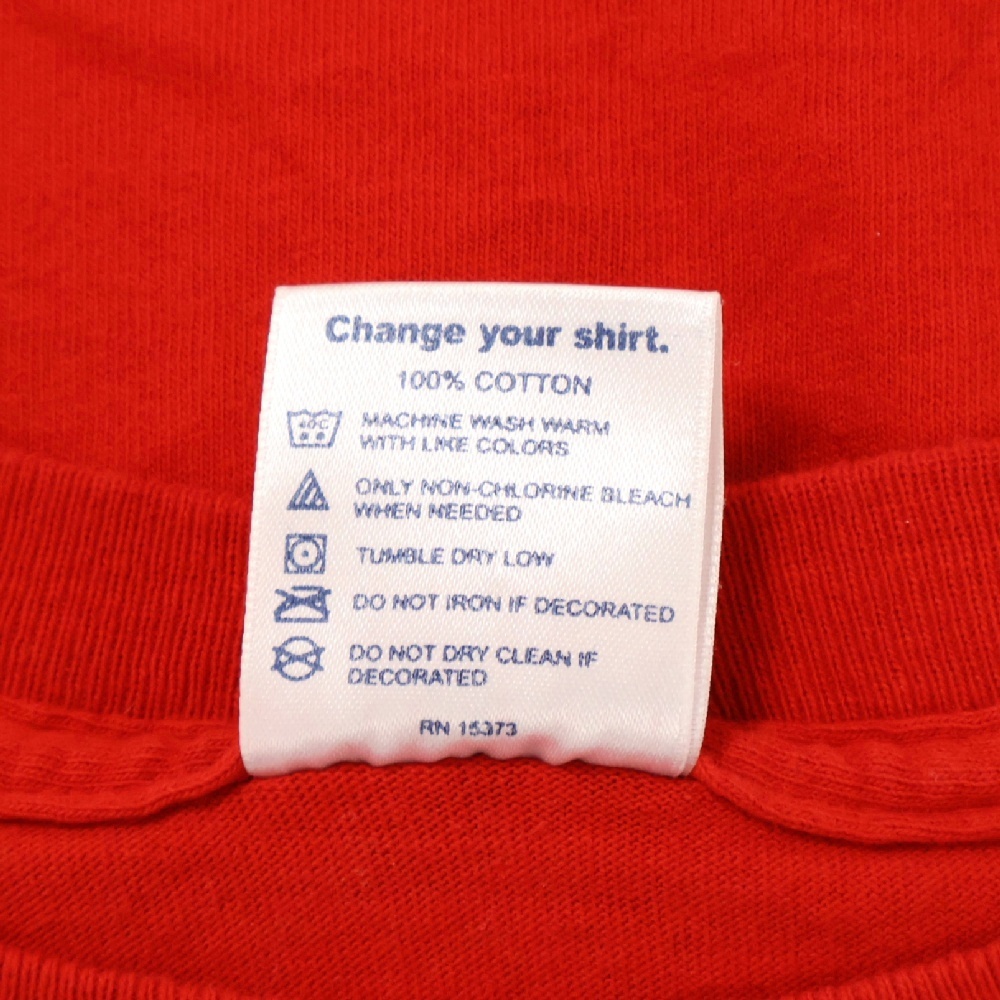 Change your shirt.
100% COTTON
40C
MACHINE WASH WARM
WITH LIKE COLORS
ONLY NON-CHLORINE BLEACH
WHEN NEEDED
TUMBLE DRY LOW
DO NOT IRON IF DECORATED
DO NOT DRY CLEAN IF
DECORATED
RN 15373